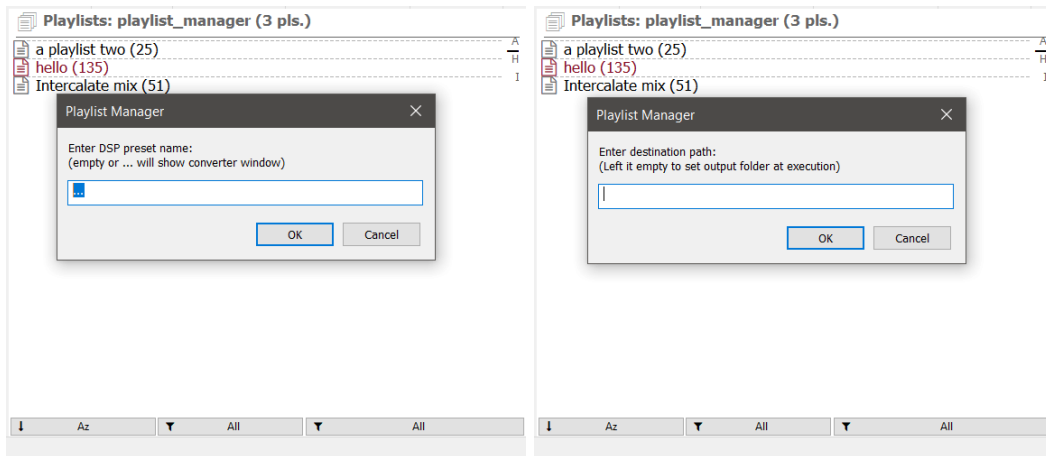 Playlists: playlist_manager (3 pls.)
a playlist two (25)
hello (135)
Intercalate mix (51)
A
H
I
Playlist Manager
Enter DSP preset name:
(empty or ... will show converter window)
...
OK Cancel
Az All All
Playlists: playlist_manager (3 pls.)
a playlist two (25)
hello (135)
Intercalate mix (51)
A
H
I
Playlist Manager
Enter destination path:
(Left it empty to set output folder at execution)
OK Cancel
Az All All